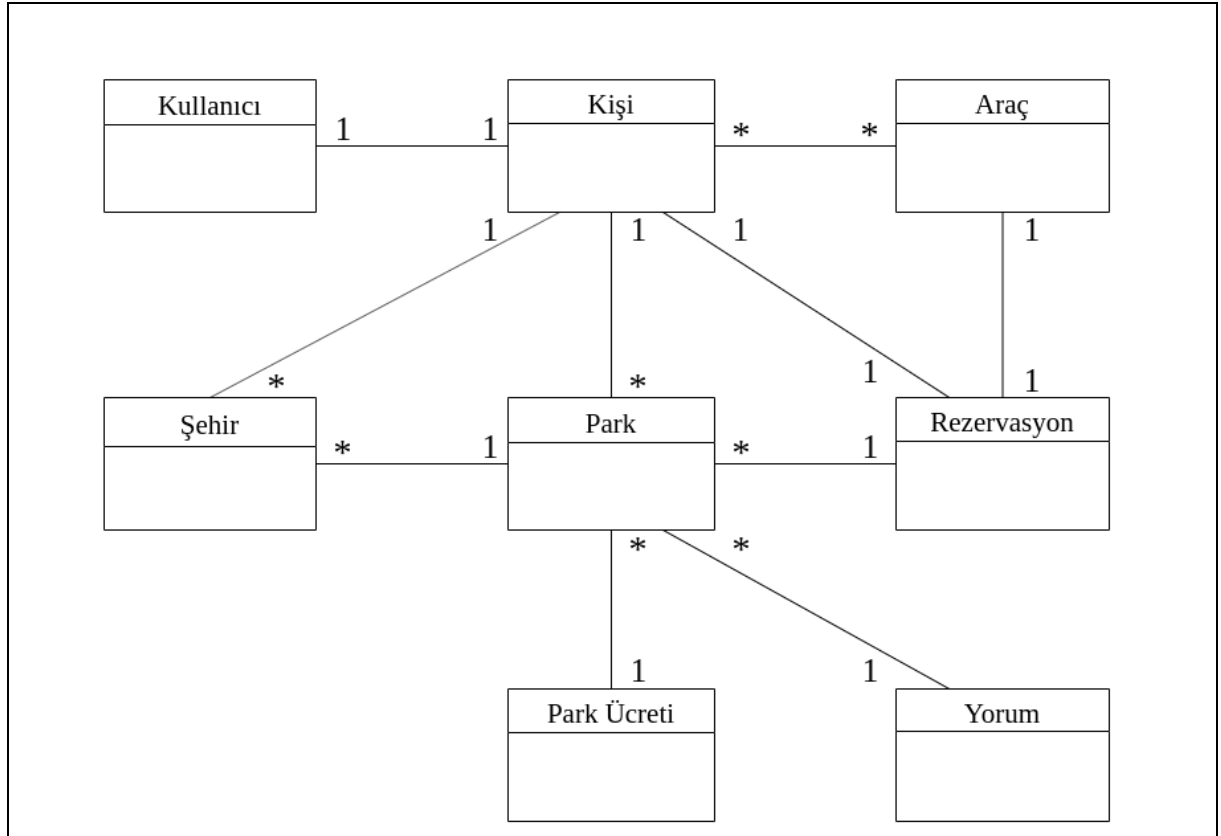 Kullanıcı
1
1
Kişi
*
*
Araç
1
1
1
1
*
*
1
1
Şehir
*
1
Park
*
1
Rezervasyon
*
*
1
1
Park Ücreti
Yorum